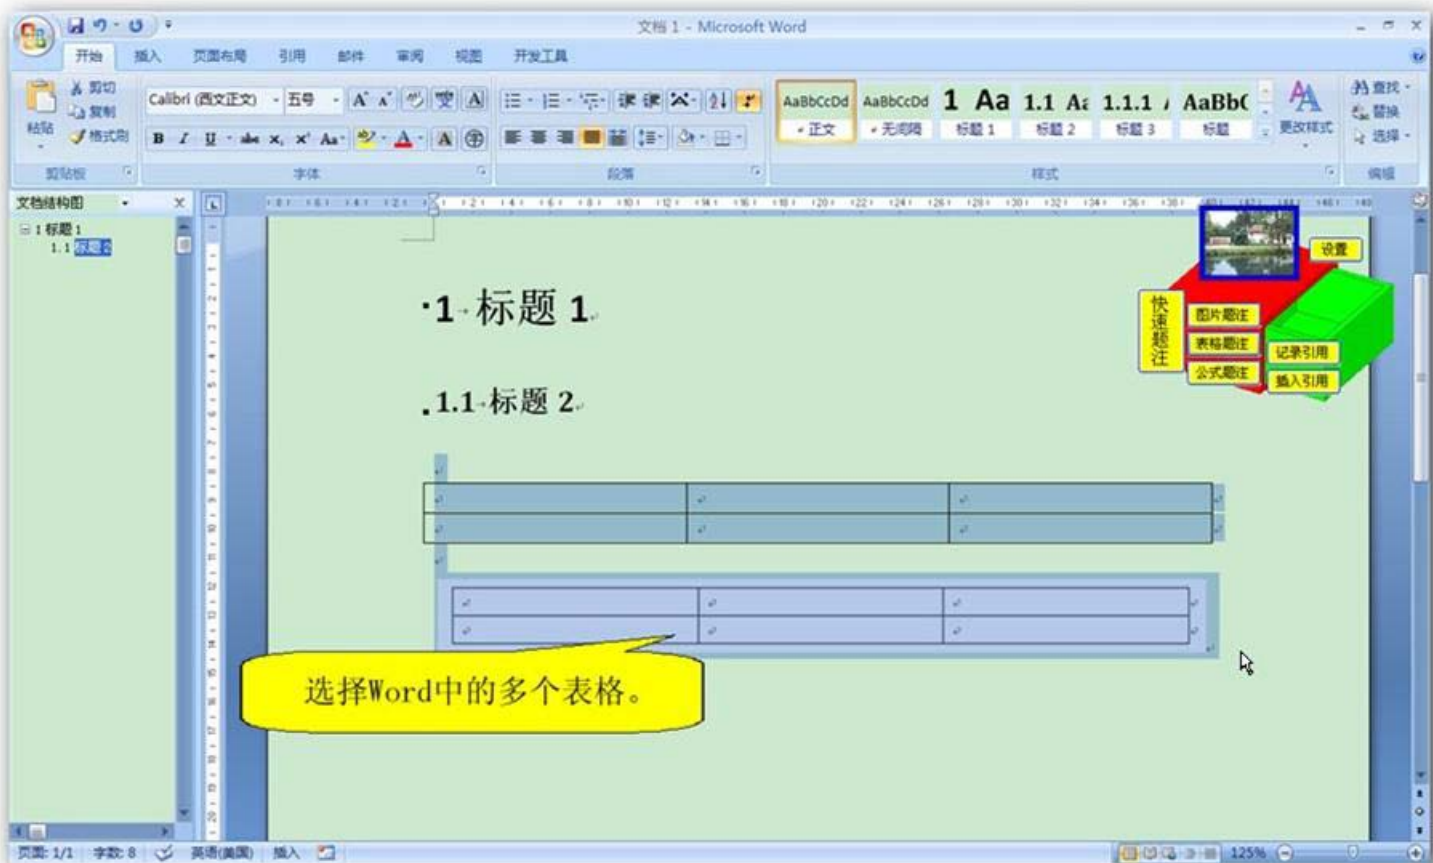 文档 1 - Microsoft Word
开始 插入 页面布局 引用 邮件 审阅 视图 开发工具
剪切
复制
格式刷
粘贴
剪贴板
Calibri (西文正文) 五号
B I U abc x₂ x² Aa A A
字体
段落
AaBbCcDd AaBbCcDd 1 Aa 1.1 Aa 1.1.1 AaBbC
正文 无间隔 标题 1 标题 2 标题 3 标题
更改样式
样式
查找
替换
选择
编辑
文档结构图
1 标题 1
1.1 标题 2
设置
快速题注
图片题注
表格题注
公式题注
记录引用
插入引用
1 标题 1
1.1 标题 2
选择Word中的多个表格。
页面: 1/1 字数: 8 英语(美国) 插入 125%